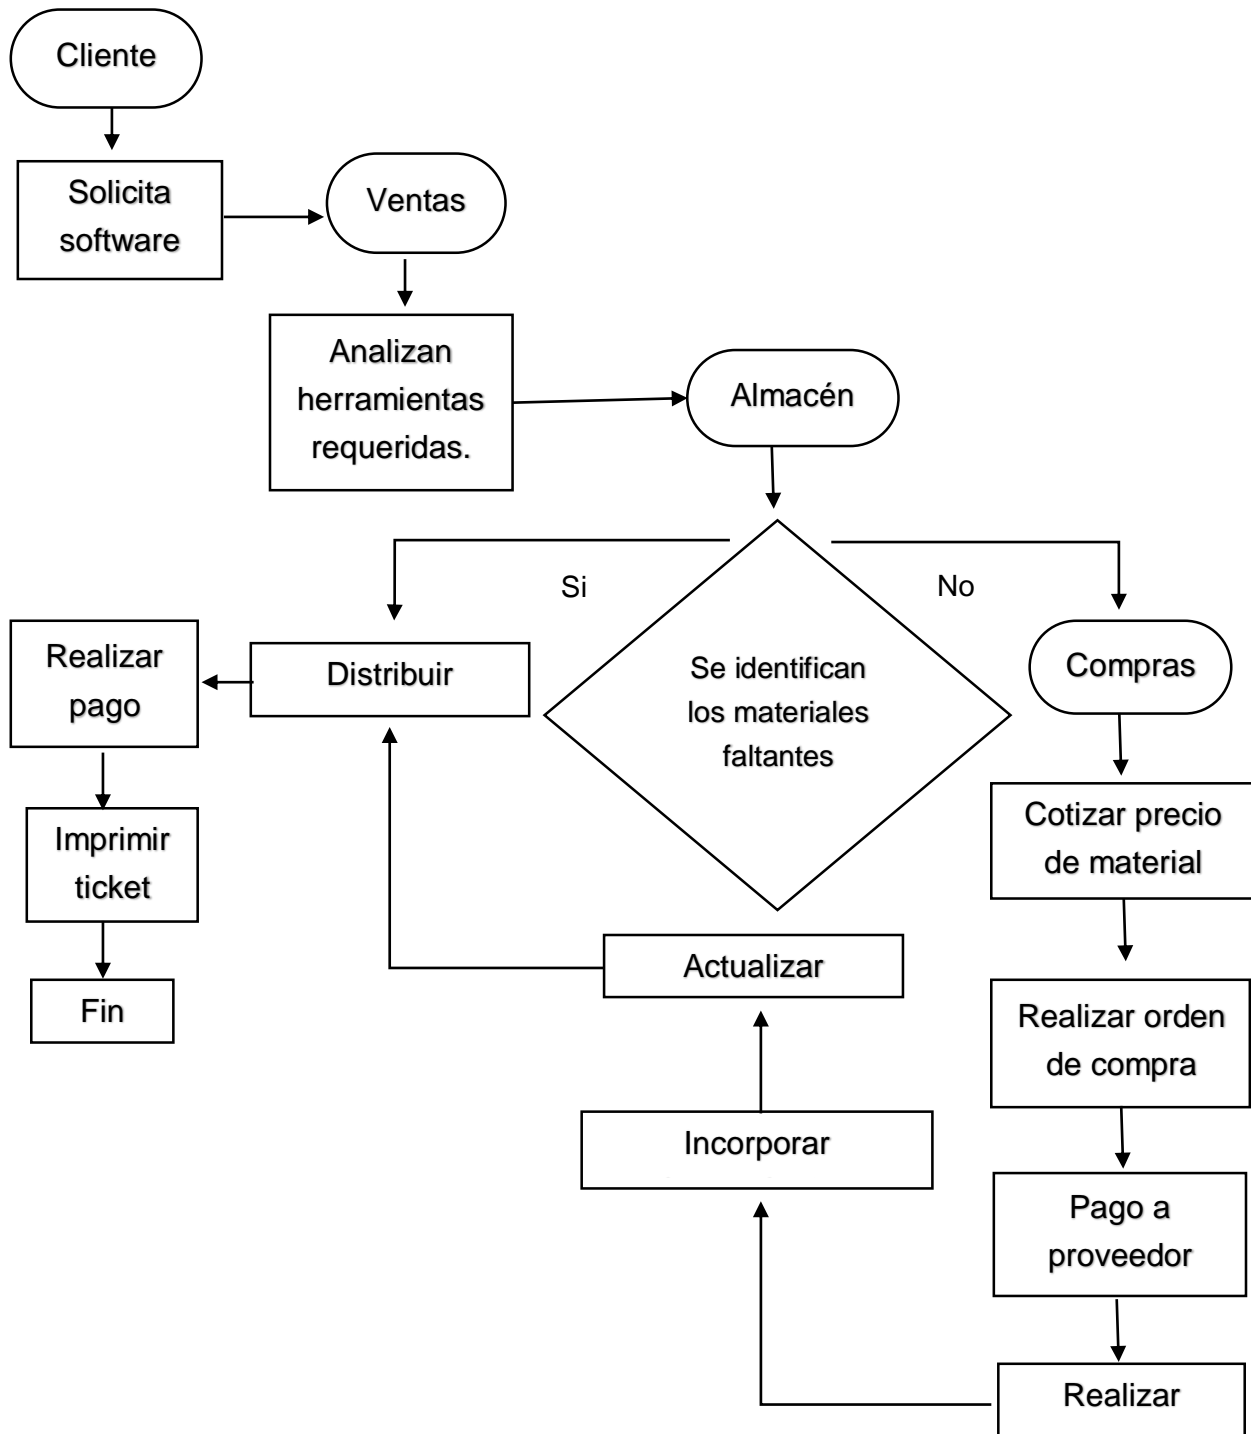 Cliente
Solicita
software
Ventas
Analizan
herramientas
requeridas.
Almacén
Si
No
Se identifican
los materiales
faltantes
Distribuir
Realizar
pago
Imprimir
ticket
Fin
Compras
Cotizar precio
de material
Realizar orden
de compra
Pago a
proveedor
Realizar
Incorporar
Actualizar